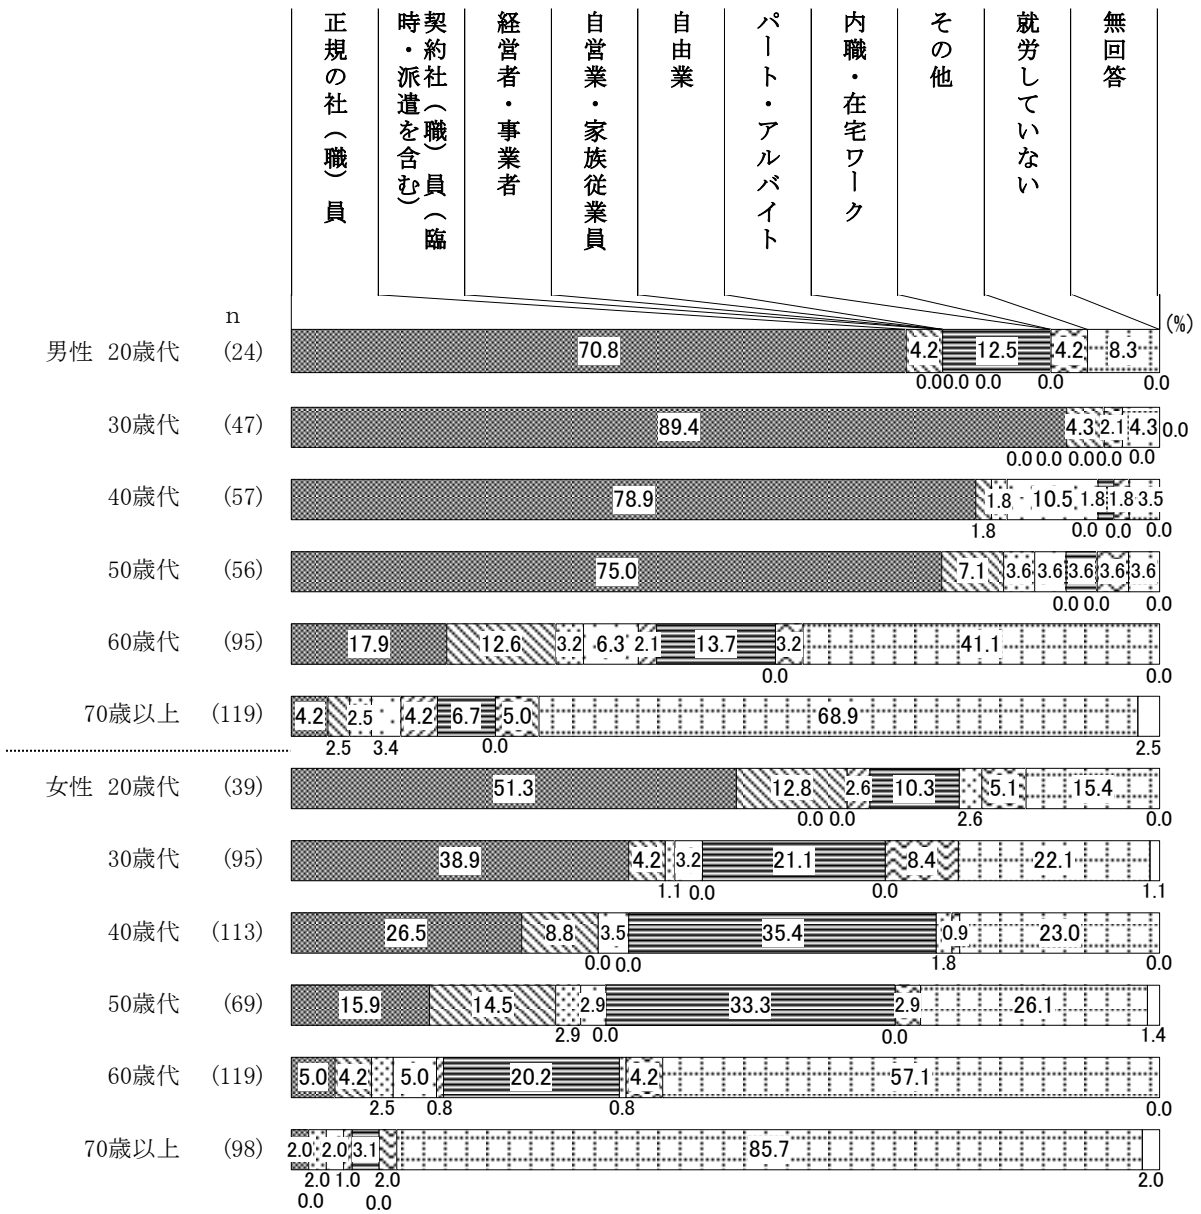 正規の社（職）員
契約社（職）員（臨
時・派遣を含む）
経営者・事業者
自営業・家族従業員
自由業
パート・アルバイト
内職・在宅ワーク
その他
就労していない
無回答
n
(%)
男性 20歳代 (24) 70.8 4.2 12.5 4.2 8.3
0.0 0.0 0.0 0.0 0.0
30歳代 (47) 89.4 4.3 2.1 4.3 0.0
0.0 0.0 0.0 0.0 0.0
40歳代 (57) 78.9 1.8 10.5 1.8 1.8 3.5
1.8 0.0 0.0 0.0
50歳代 (56) 75.0 7.1 3.6 3.6 3.6 3.6 3.6
0.0 0.0 0.0
60歳代 (95) 17.9 12.6 3.2 6.3 2.1 13.7 3.2 41.1
0.0 0.0
70歳以上 (119) 4.2 2.5 4.2 6.7 5.0 68.9
2.5 3.4 0.0 2.5
女性 20歳代 (39) 51.3 12.8 2.6 10.3 5.1 15.4
0.0 0.0 2.6 0.0
30歳代 (95) 38.9 4.2 3.2 21.1 8.4 22.1
1.1 0.0 0.0 1.1
40歳代 (113) 26.5 8.8 3.5 35.4 0.9 23.0
0.0 0.0 1.8 0.0
50歳代 (69) 15.9 14.5 2.9 33.3 2.9 26.1
2.9 0.0 0.0 1.4
60歳代 (119) 5.0 4.2 5.0 20.2 4.2 57.1
2.5 0.8 0.8 0.0
70歳以上 (98) 2.0 2.0 3.1 85.7
2.0 1.0 2.0 2.0
0.0 0.0